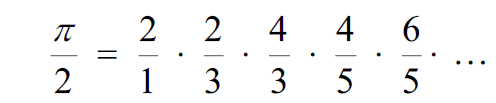 π/2 = 2/1 · 2/3 · 4/3 · 4/5 · 6/5 · …